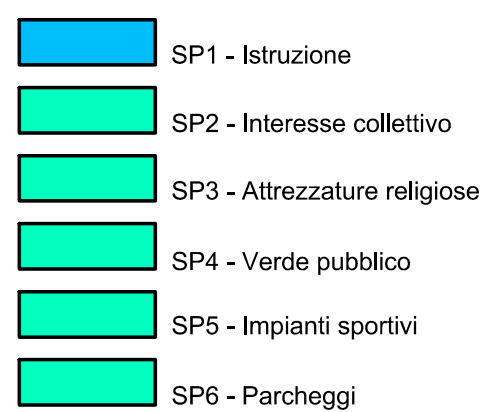 SP1 - Istruzione
SP2 - Interesse collettivo
SP3 - Attrezzature religiose
SP4 - Verde pubblico
SP5 - Impianti sportivi
SP6 - Parcheggi